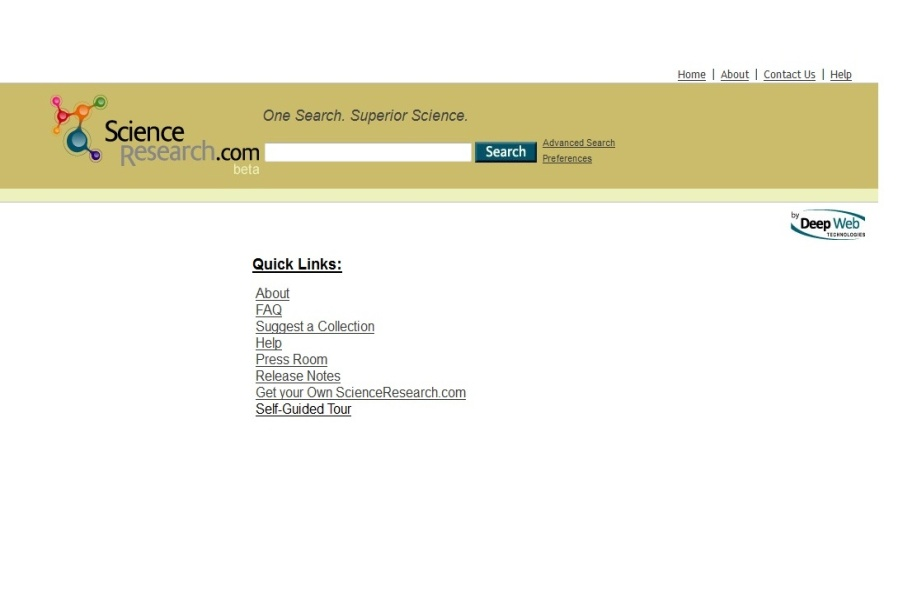 Home | About | Contact Us | Help
One Search. Superior Science.
Science
Research.com
beta
Search
Advanced Search
Preferences
by
Deep Web
TECHNOLOGIES
Quick Links:
About
FAQ
Suggest a Collection
Help
Press Room
Release Notes
Get your Own ScienceResearch.com
Self-Guided Tour